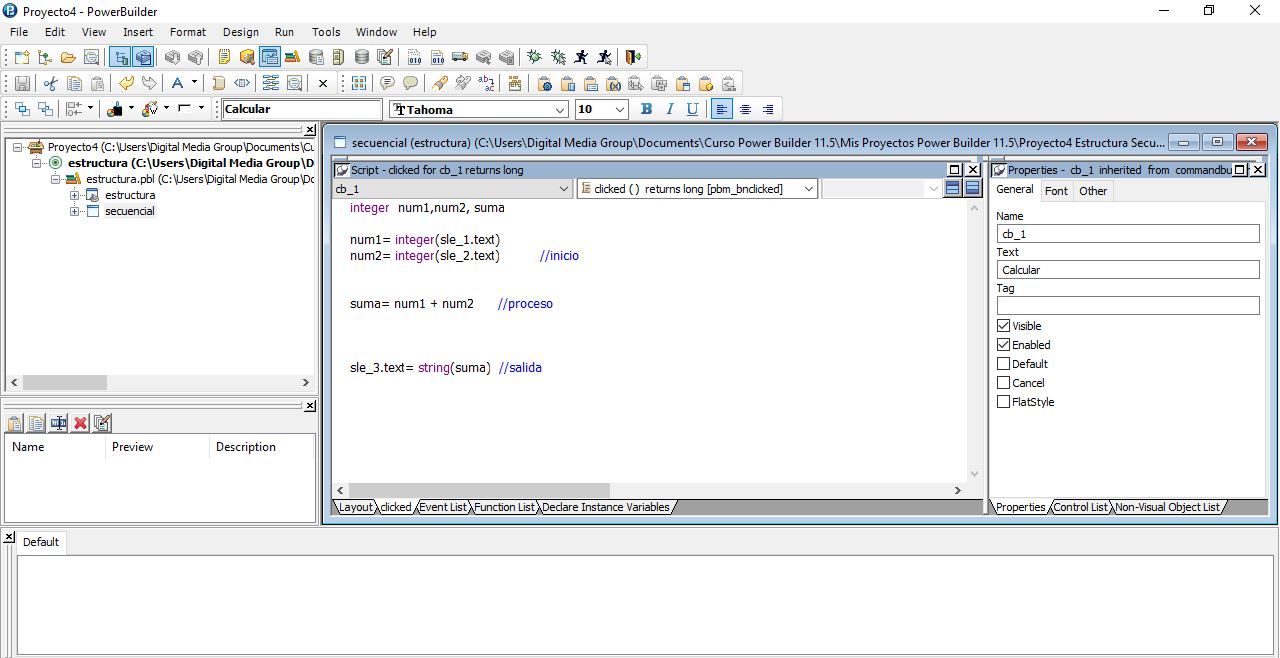 Proyecto4 - PowerBuilder
File Edit View Insert Format Design Run Tools Window Help
Calcular
Tahoma
10
B I U
Proyecto4 (C:\Users\Digital Media Group\Documents\Cu
estructura (C:\Users\Digital Media Group\D
estructura.pbl (C:\Users\Digital Media Group\Do
estructura
secuencial
Name Preview Description
secuencial (estructura) (C:\Users\Digital Media Group\Documents\Curso Power Builder 11.5\Mis Proyectos Power Builder 11.5\Proyecto4 Estructura Secu...
Script - clicked for cb_1 returns long
cb_1
clicked ( ) returns long [pbm_bnclicked]
integer num1,num2, suma
num1= integer(sle_1.text)
num2= integer(sle_2.text) //inicio
suma= num1 + num2 //proceso
sle_3.text= string(suma) //salida
Layout clicked Event List Function List Declare Instance Variables
Properties - cb_1 inherited from commandbu
General Font Other
Name
cb_1
Text
Calcular
Tag
Visible
Enabled
Default
Cancel
FlatStyle
Properties Control List Non-Visual Object List
Default